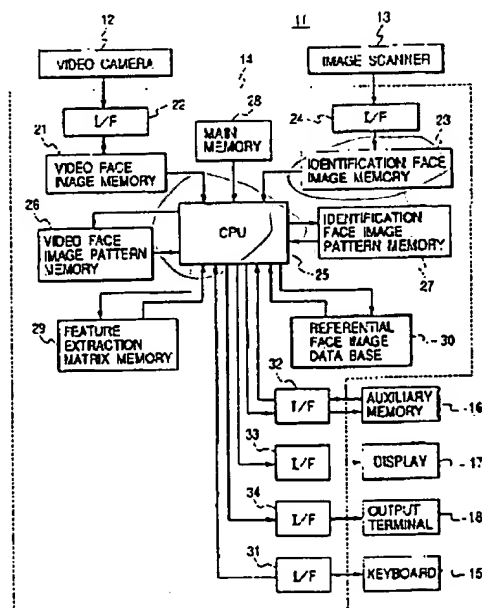 11
12
VIDEO CAMERA
13
IMAGE SCANNER
14
22
I/F
28
MAIN
MEMORY
24
I/F
23
21
VIDEO FACE
IMAGE MEMORY
IDENTIFICATION FACE
IMAGE MEMORY
26
VIDEO FACE
IMAGE PATTERN
MEMORY
CPU
25
IDENTIFICATION
FACE IMAGE
PATTERN MEMORY
27
29
FEATURE
EXTRACTION
MATRIX MEMORY
REFERENTIAL
FACE IMAGE
DATA BASE
30
32
I/F
AUXILIARY
MEMORY
16
33
I/F
DISPLAY
17
34
I/F
OUTPUT
TERMINAL
18
31
I/F
KEYBOARD
15